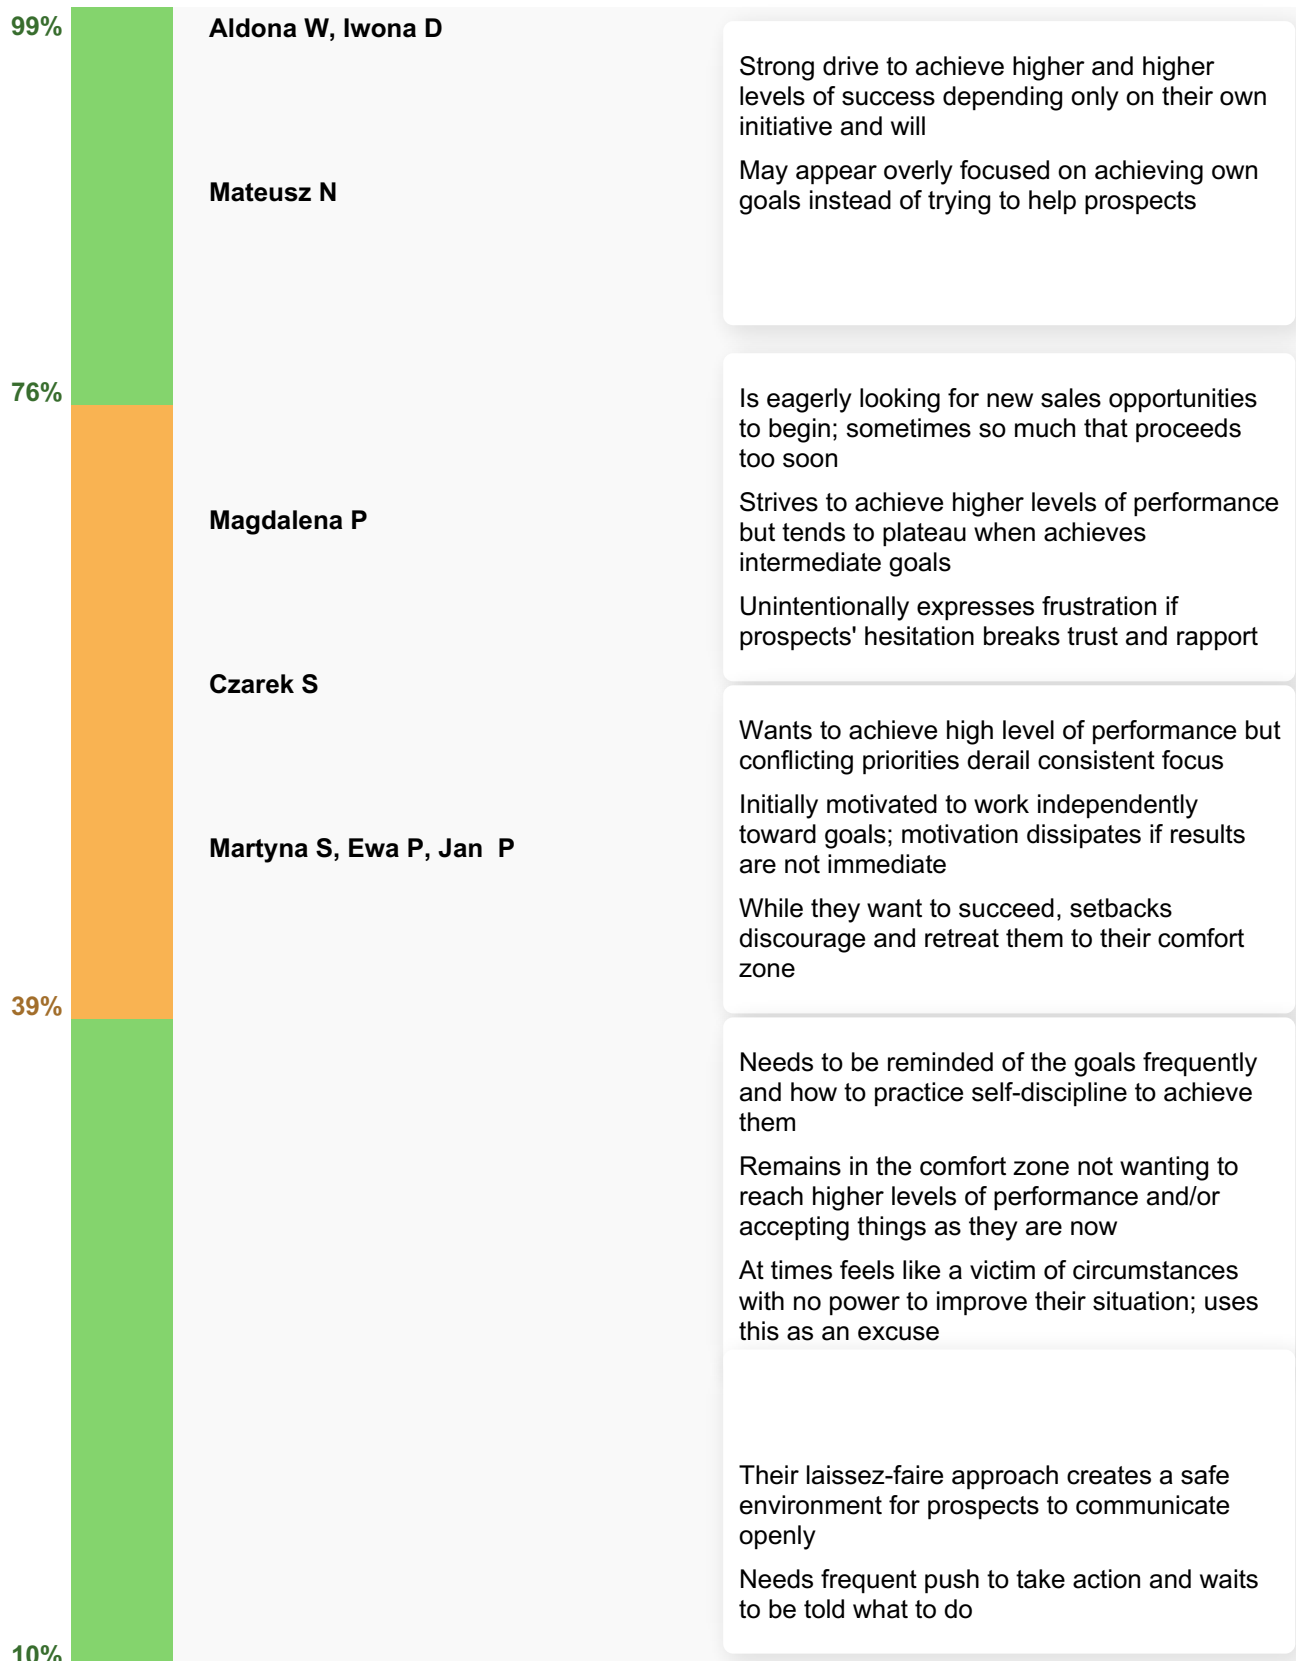 99%
Aldona W, Iwona D
Strong drive to achieve higher and higher
levels of success depending only on their own
initiative and will
Mateusz N
May appear overly focused on achieving own
goals instead of trying to help prospects
76%
Is eagerly looking for new sales opportunities
to begin; sometimes so much that proceeds
too soon
Magdalena P
Strives to achieve higher levels of performance
but tends to plateau when achieves
intermediate goals
Unintentionally expresses frustration if
prospects' hesitation breaks trust and rapport
Czarek S
Wants to achieve high level of performance but
conflicting priorities derail consistent focus
Initially motivated to work independently
toward goals; motivation dissipates if results
are not immediate
Martyna S, Ewa P, Jan  P
While they want to succeed, setbacks
discourage and retreat them to their comfort
zone
39%
Needs to be reminded of the goals frequently
and how to practice self-discipline to achieve
them
Remains in the comfort zone not wanting to
reach higher levels of performance and/or
accepting things as they are now
At times feels like a victim of circumstances
with no power to improve their situation; uses
this as an excuse
Their laissez-faire approach creates a safe
environment for prospects to communicate
openly
Needs frequent push to take action and waits
to be told what to do
10%